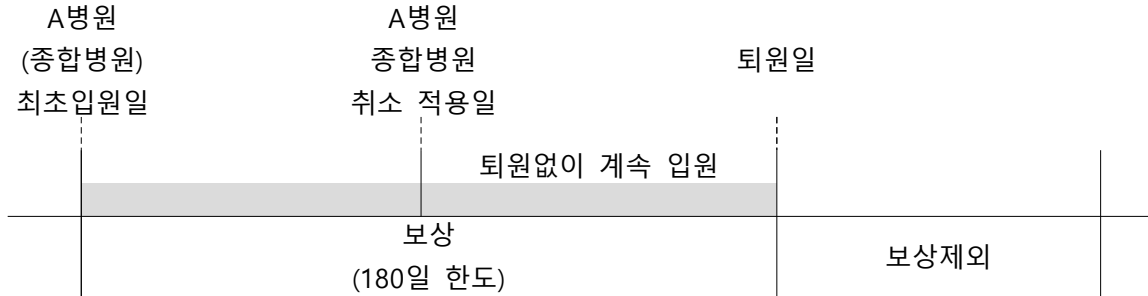 A병원
(종합병원)
최초입원일
A병원
종합병원
취소 적용일
퇴원일
퇴원없이 계속 입원
보상
(180일 한도)
보상제외